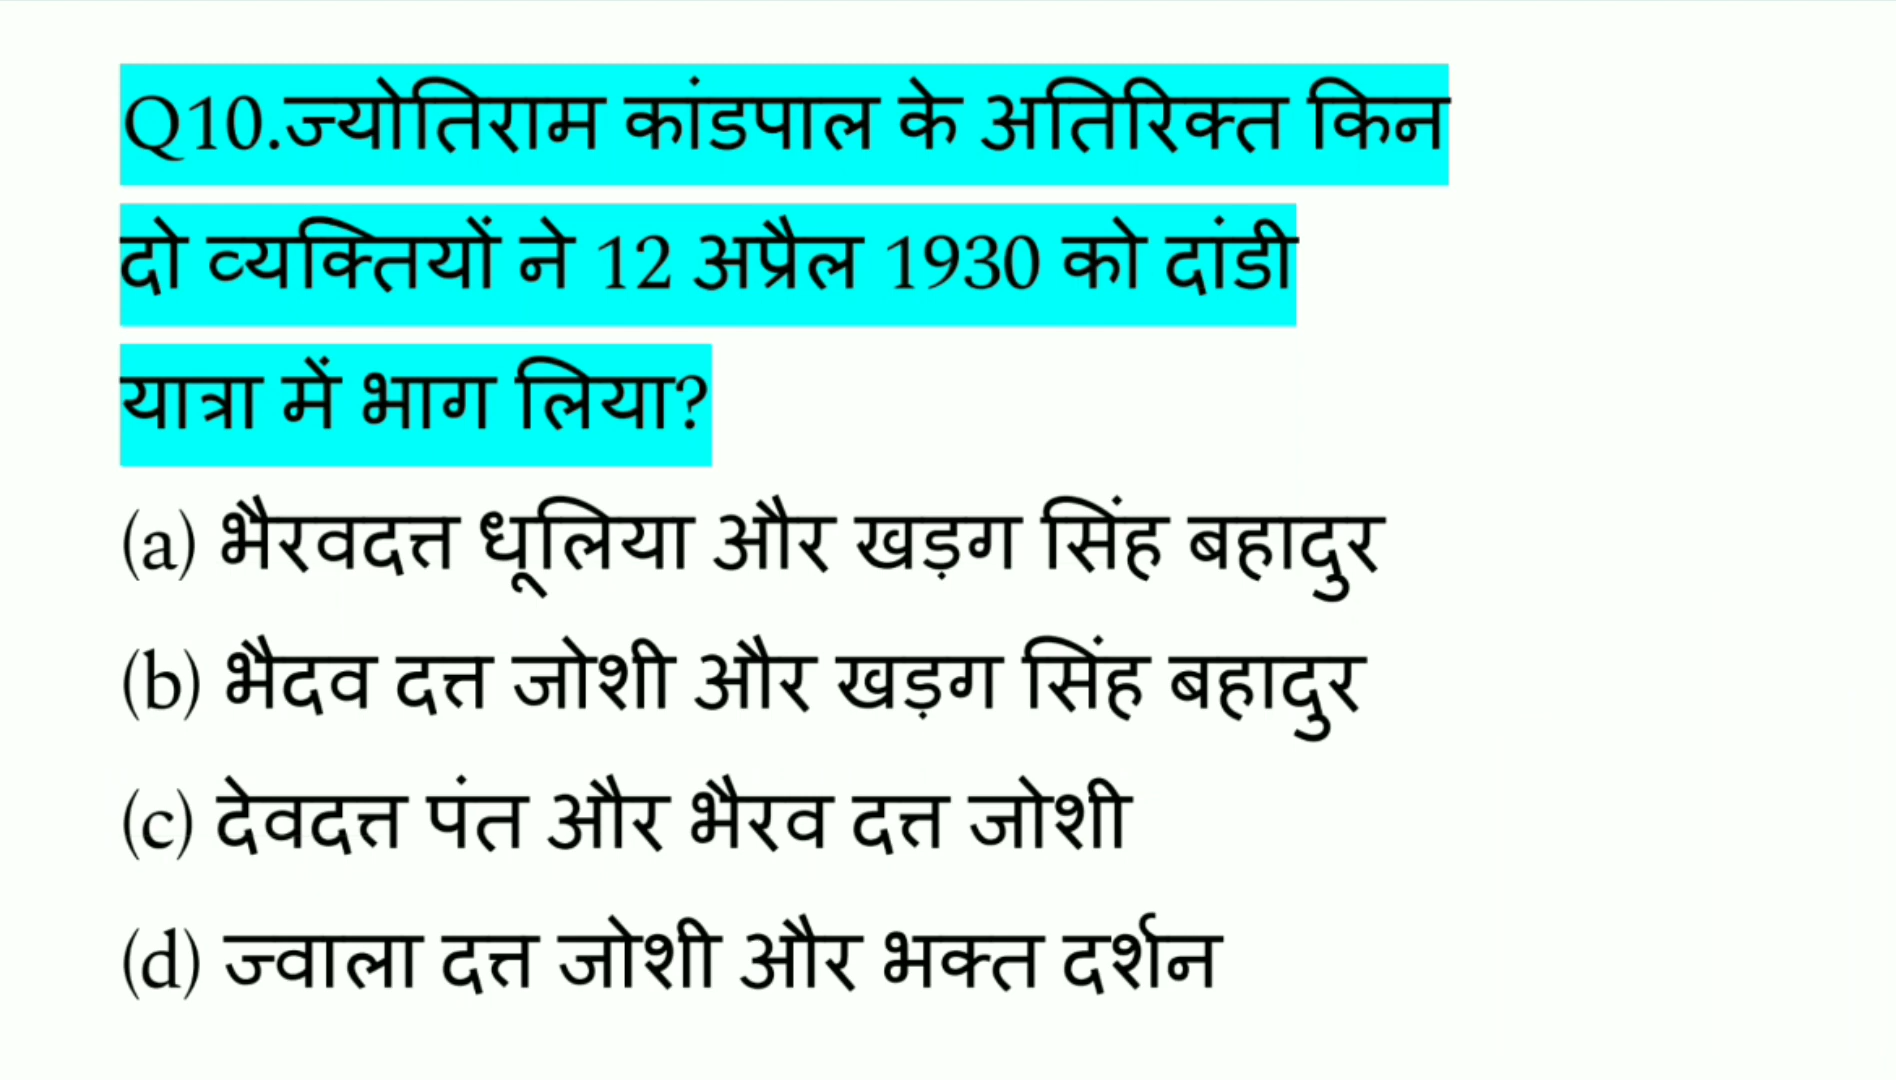 Q10.ज्योतिराम कांडपाल के अतिरिक्त किन
दो व्यक्तियों ने 12 अप्रैल 1930 को दांडी
यात्रा में भाग लिया?
(a) भैरवदत्त धूलिया और खड़ग सिंह बहादुर
(b) भैदव दत्त जोशी और खड़ग सिंह बहादुर
(c) देवदत्त पंत और भैरव दत्त जोशी
(d) ज्वाला दत्त जोशी और भक्त दर्शन